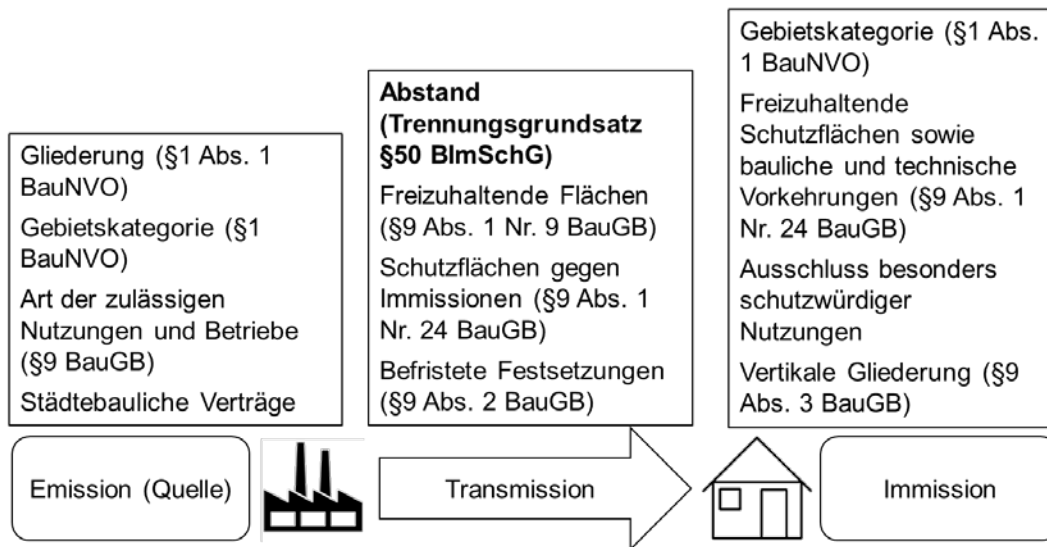 Gliederung (§1 Abs. 1
BauNVO)
Gebietskategorie (§1
BauNVO)
Art der zulässigen
Nutzungen und Betriebe
(§9 BauGB)
Städtebauliche Verträge
Abstand
(Trennungsgrundsatz
§50 BImSchG)
Freizuhaltende Flächen
(§9 Abs. 1 Nr. 9 BauGB)
Schutzflächen gegen
Immissionen (§9 Abs. 1
Nr. 24 BauGB)
Befristete Festsetzungen
(§9 Abs. 2 BauGB)
Gebietskategorie (§1 Abs.
1 BauNVO)
Freizuhaltende
Schutzflächen sowie
bauliche und technische
Vorkehrungen (§9 Abs. 1
Nr. 24 BauGB)
Ausschluss besonders
schutzwürdiger
Nutzungen
Vertikale Gliederung (§9
Abs. 3 BauGB)
Emission (Quelle)
Transmission
Immission